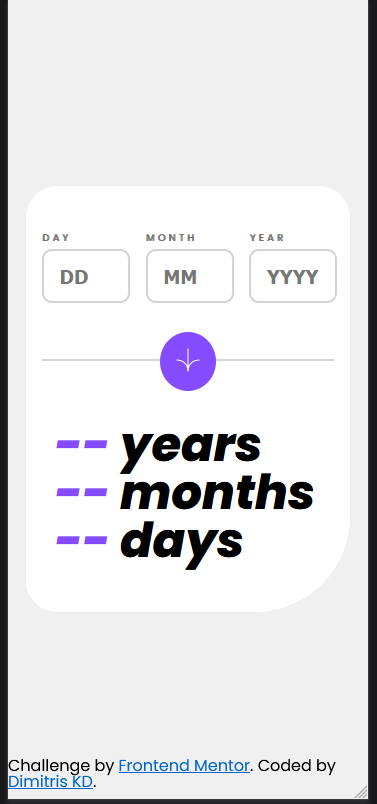 DAY MONTH YEAR
DD MM YYYY
-- years
-- months
-- days
Challenge by Frontend Mentor. Coded by
Dimitris KD.